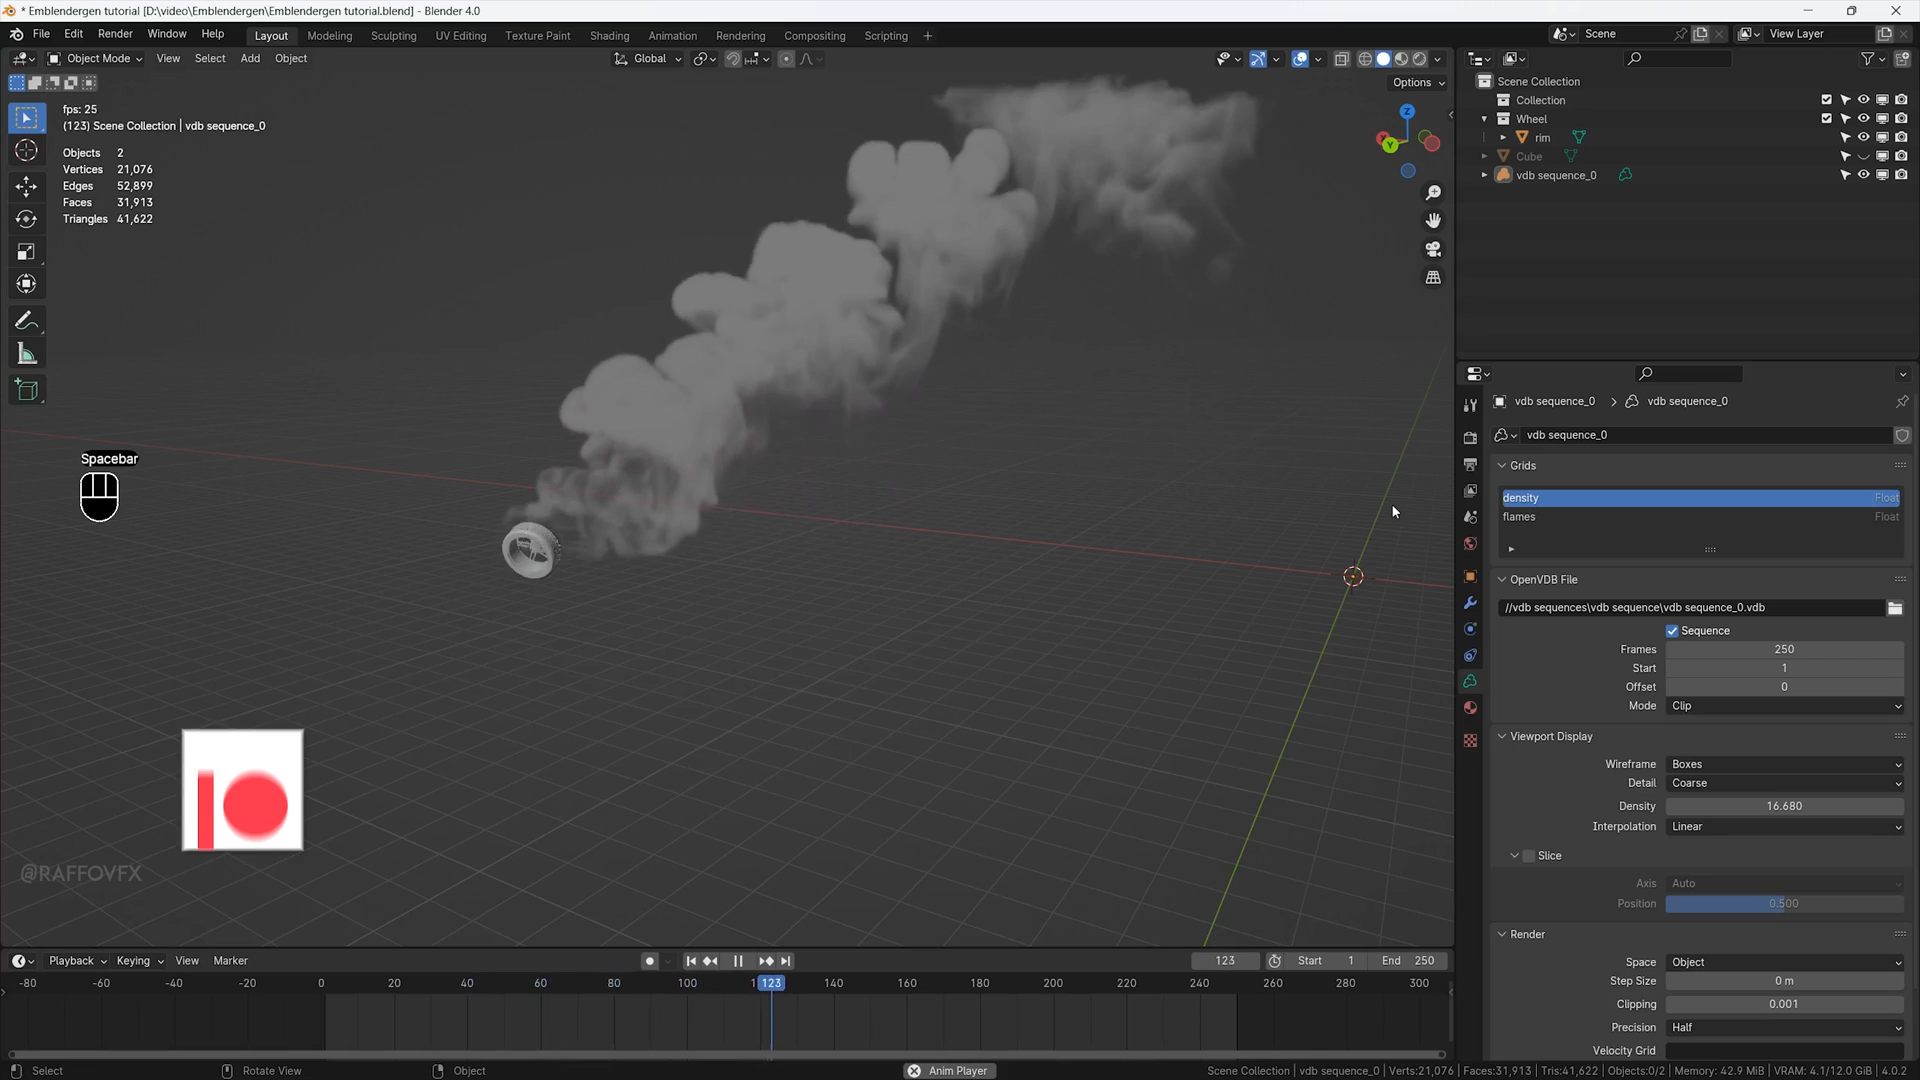 * Emblendergen tutorial [D:\video\Emblendergen\Emblendergen tutorial.blend] - Blender 4.0
File Edit Render Window Help Layout Modeling Sculpting UV Editing Texture Paint Shading Animation Rendering Compositing Scripting + Scene View Layer
Object Mode View Select Add Object Global
Options
fps: 25
(123) Scene Collection | vdb sequence_0
Objects 2
Vertices 21,076
Edges 52,899
Faces 31,913
Triangles 41,622
Z
X
Y
Spacebar
@RAFFOVFX
Scene Collection
Collection
Wheel
rim
Cube
vdb sequence_0
vdb sequence_0 > vdb sequence_0
vdb sequence_0
Grids
density Float
flames Float
OpenVDB File
//vdb sequences\vdb sequence\vdb sequence_0.vdb
Sequence
Frames 250
Start 1
Offset 0
Mode Clip
Viewport Display
Wireframe Boxes
Detail Coarse
Density 16.680
Interpolation Linear
Slice
Axis Auto
Position 0.500
Render
Space Object
Step Size 0 m
Clipping 0.001
Precision Half
Velocity Grid
Playback Keying View Marker 123 Start 1 End 250
-80 -60 -40 -20 0 20 40 60 80 100 1 123 140 160 180 200 220 240 260 280 300
Select Rotate View Object Anim Player Scene Collection | vdb sequence_0 | Verts:21,076 | Faces:31,913 | Tris:41,622 | Objects:0/2 | Memory: 42.9 MiB | VRAM: 4.1/12.0 GiB | 4.0.2